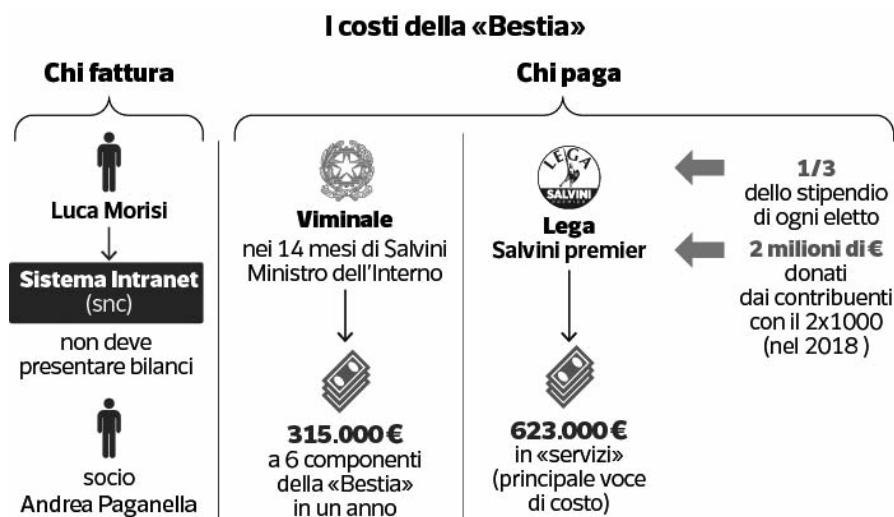 I costi della «Bestia»
Chi fattura
Luca Morisi
Sistema Intranet
(snc)
non deve
presentare bilanci
socio
Andrea Paganella
Chi paga
Viminale
nei 14 mesi di Salvini
Ministro dell'Interno
315.000 €
a 6 componenti
della «Bestia»
in un anno
LEGA
SALVINI
PREMIER
Lega
Salvini premier
623.000 €
in «servizi»
(principale voce
di costo)
1/3
dello stipendio
di ogni eletto
2 milioni di €
donati
dai contribuenti
con il 2x1000
(nel 2018 )